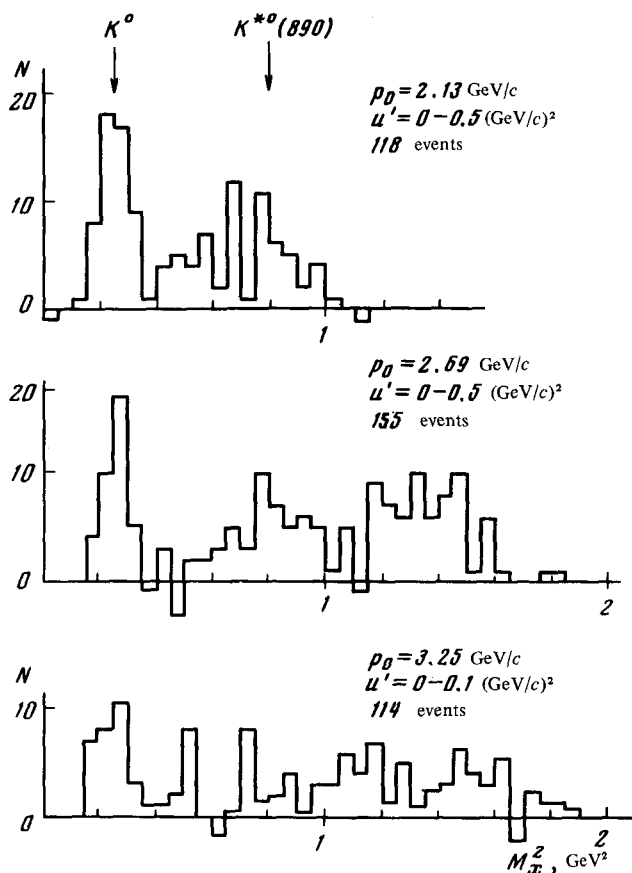 K° K*°(890)
N
20
10
0
1
p₀ = 2.13 GeV/c
u' = 0–0.5 (GeV/c)²
118 events
20
10
0
1 2
p₀ = 2.69 GeV/c
u' = 0–0.5 (GeV/c)²
155 events
N
10
0
1 2
p₀ = 3.25 GeV/c
u' = 0–0.1 (GeV/c)²
114 events
M²ₓ, GeV²